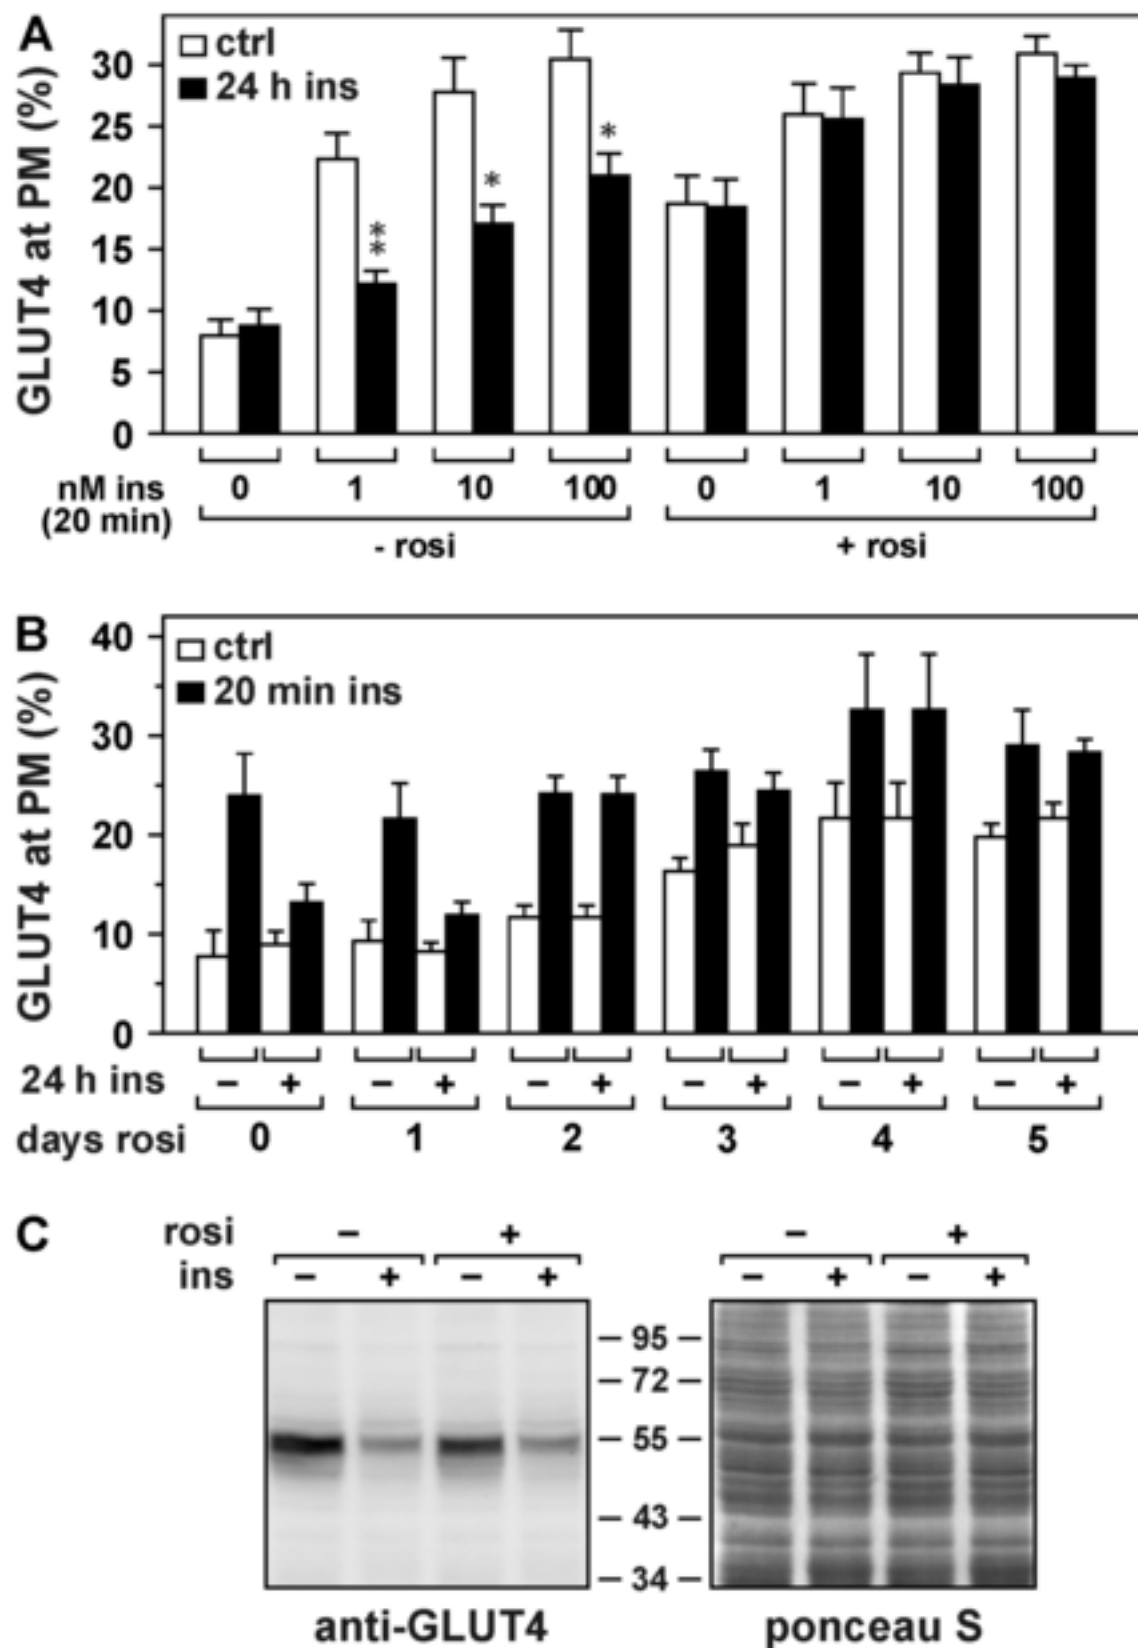 A
ctrl
24 h ins
GLUT4 at PM (%)
30
25
20
15
10
5
0
** * *
nM ins 0 1 10 100 0 1 10 100
(20 min)
- rosi + rosi
B
ctrl
20 min ins
GLUT4 at PM (%)
40
30
20
10
0
24 h ins − + − + − + − + − + − +
days rosi 0 1 2 3 4 5
C
rosi − + − +
ins − + − + − + − +
95
72
55
43
34
anti-GLUT4 ponceau S